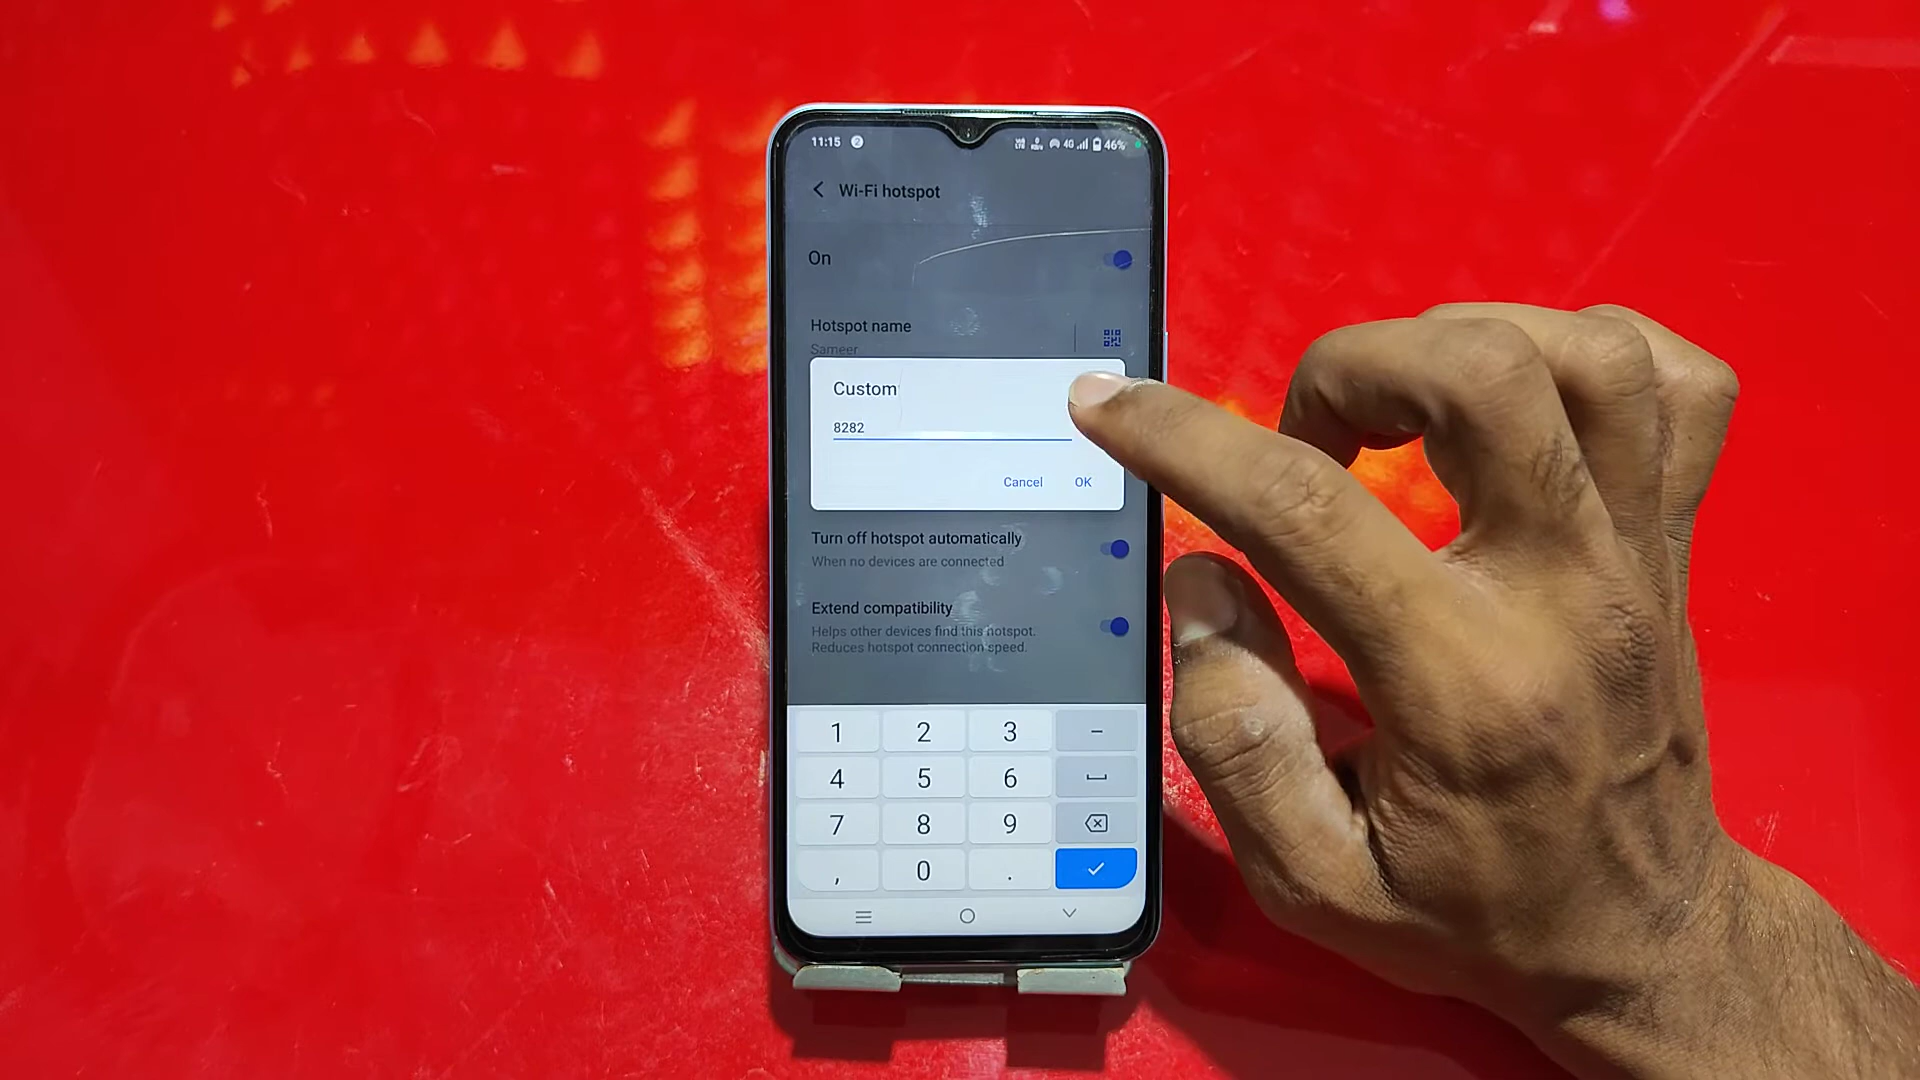 11:15 2 4G 46%
Wi-Fi hotspot
On
Hotspot name
Sameer
Custom
8282
Cancel OK
Turn off hotspot automatically
When no devices are connected
Extend compatibility
Helps other devices find this hotspot.
Reduces hotspot connection speed.
1 2 3 -
4 5 6
7 8 9
, 0 .